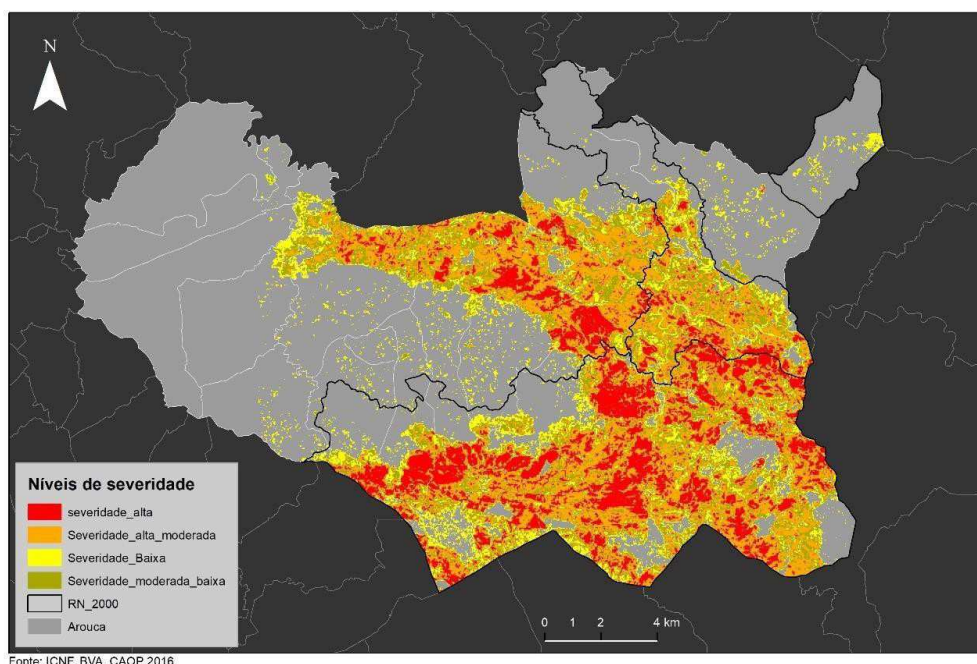 N
Níveis de severidade
severidade_alta
Severidade_alta_moderada
Severidade_Baixa
Severidade_moderada_baixa
RN_2000
Arouca
0 1 2 4 km
Fonte: ICNF, BVA, CAOP 2016